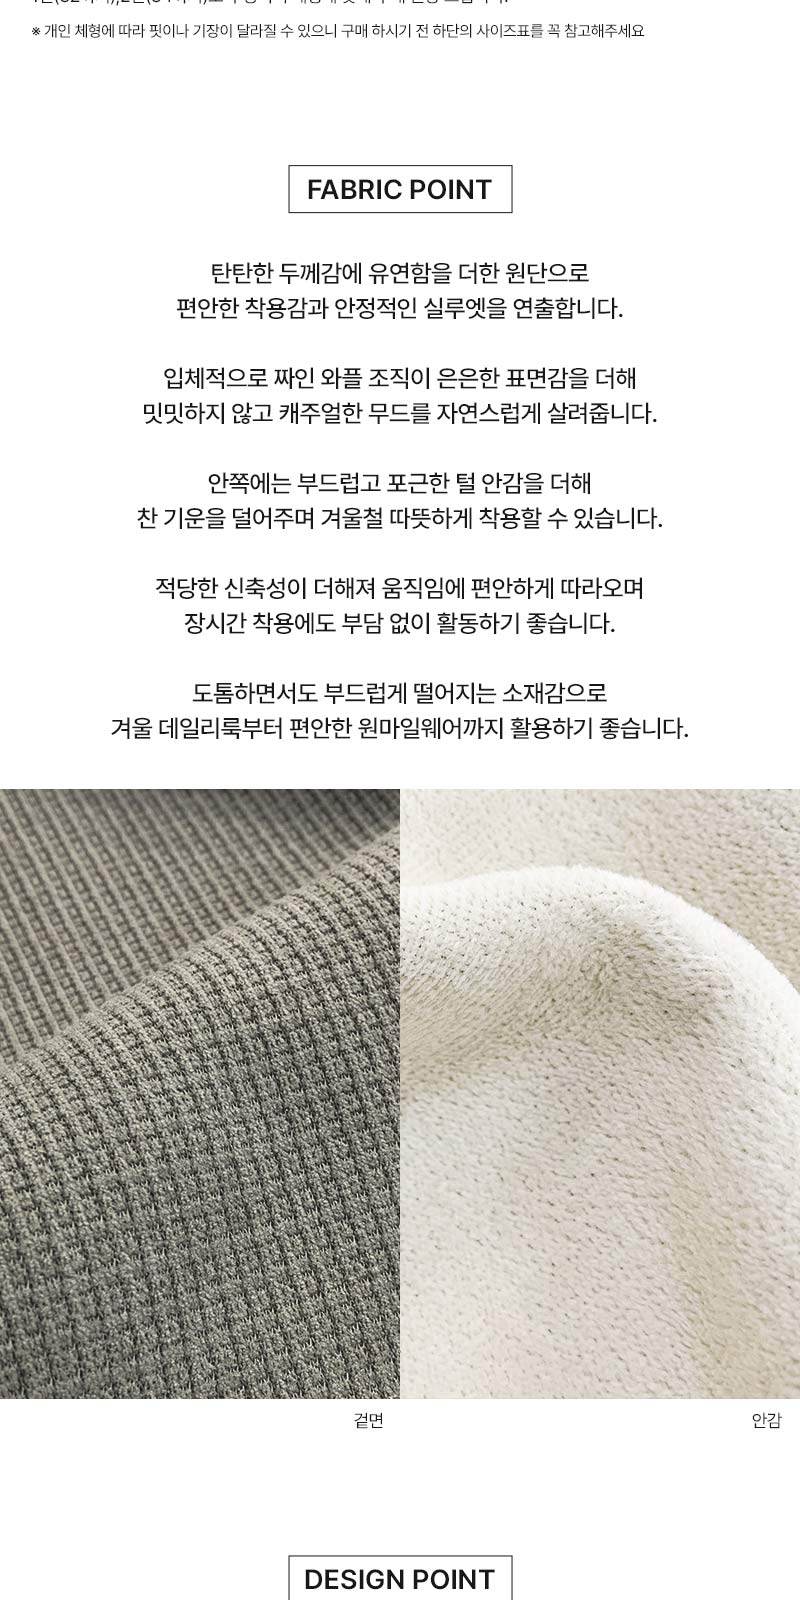 ※ 개인 체형에 따라 핏이나 기장이 달라질 수 있으니 구매 하시기 전 하단의 사이즈표를 꼭 참고해주세요
FABRIC POINT
탄탄한 두께감에 유연함을 더한 원단으로
편안한 착용감과 안정적인 실루엣을 연출합니다.
입체적으로 짜인 와플 조직이 은은한 표면감을 더해
밋밋하지 않고 캐주얼한 무드를 자연스럽게 살려줍니다.
안쪽에는 부드럽고 포근한 털 안감을 더해
찬 기운을 덜어주며 겨울철 따뜻하게 착용할 수 있습니다.
적당한 신축성이 더해져 움직임에 편안하게 따라오며
장시간 착용에도 부담 없이 활동하기 좋습니다.
도톰하면서도 부드럽게 떨어지는 소재감으로
겨울 데일리룩부터 편안한 원마일웨어까지 활용하기 좋습니다.
겉면
안감
DESIGN POINT